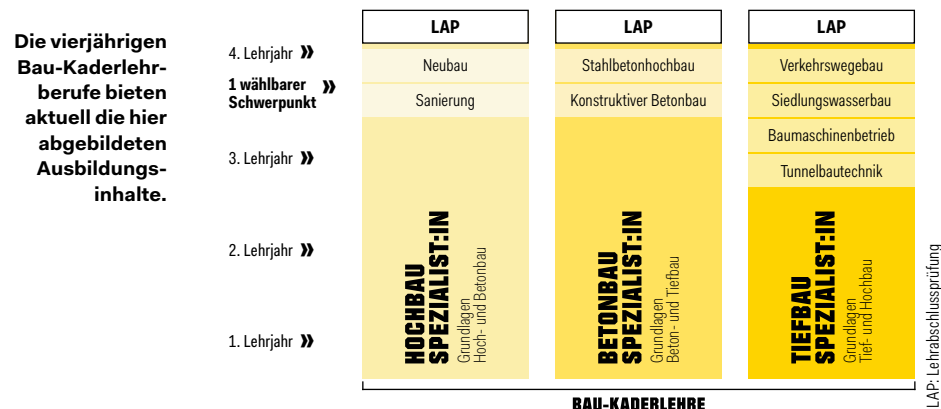 Die vierjährigen
Bau-Kaderlehr-
berufe bieten
aktuell die hier
abgebildeten
Ausbildungs-
inhalte.
4. Lehrjahr »
1 wählbarer
Schwerpunkt »
3. Lehrjahr »
2. Lehrjahr »
1. Lehrjahr »
LAP
Neubau
Sanierung
HOCHBAU
SPEZIALIST:IN
Grundlagen
Hoch- und Betonbau
LAP
Stahlbetonhochbau
Konstruktiver Betonbau
BETONBAU
SPEZIALIST:IN
Grundlagen
Beton- und Tiefbau
LAP
Verkehrswegebau
Siedlungswasserbau
Baumaschinenbetrieb
Tunnelbautechnik
TIEFBAU
SPEZIALIST:IN
Grundlagen
Tief- und Hochbau
BAU-KADERLEHRE
LAP: Lehrabschlussprüfung